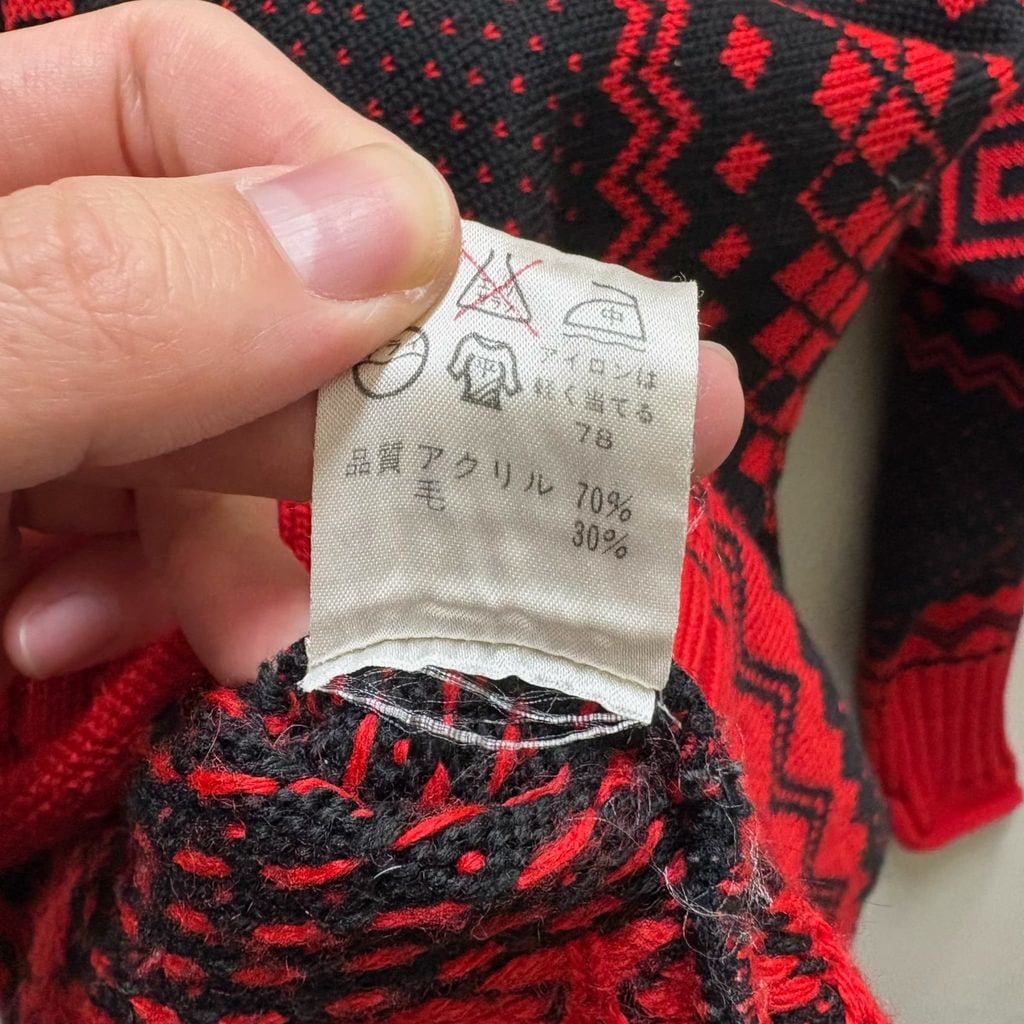 中
アイロンは
軽く当てる
78
品質 アクリル 70%
毛 30%